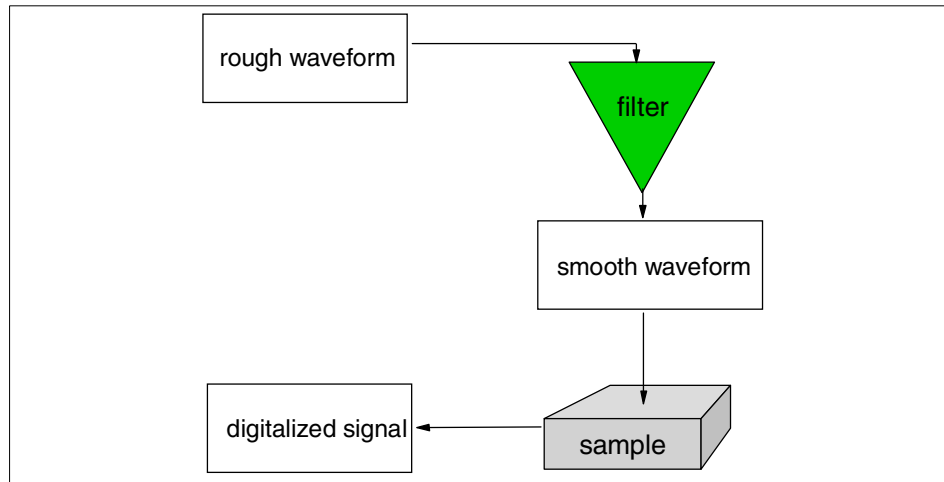 rough waveform
filter
smooth waveform
sample
digitalized signal